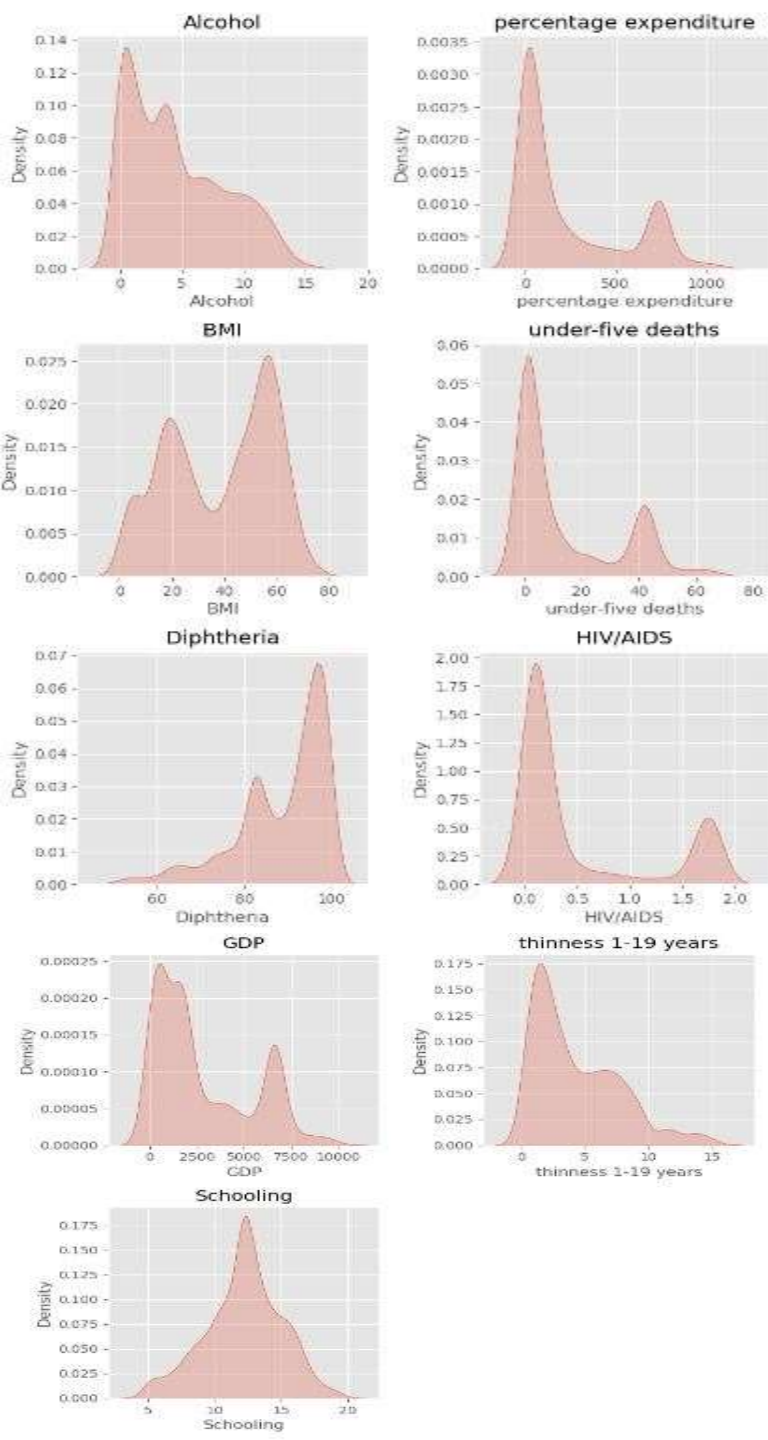 Alcohol
0.14
0.12
0.10
0.08
0.06
0.04
0.02
0.00
Density
0 5 10 15 20
Alcohol
percentage expenditure
0.0035
0.0030
0.0025
0.0020
0.0015
0.0010
0.0005
0.0000
Density
0 500 1000
percentage expenditure
BMI
0.025
0.020
0.015
0.010
0.005
0.000
Density
0 20 40 60 80
BMI
under-five deaths
0.06
0.05
0.04
0.03
0.02
0.01
0.00
Density
0 20 40 60 80
under-five deaths
Diphtheria
0.07
0.06
0.05
0.04
0.03
0.02
0.01
0.00
Density
60 80 100
Diphtheria
HIV/AIDS
2.00
1.75
1.50
1.25
1.00
0.75
0.50
0.25
0.00
Density
0.0 0.5 1.0 1.5 2.0
HIV/AIDS
GDP
0.00025
0.00020
0.00015
0.00010
0.00005
0.00000
Density
0 2500 5000 7500 10000
GDP
thinness 1-19 years
0.175
0.150
0.125
0.100
0.075
0.050
0.025
0.000
Density
0 5 10 15
thinness 1-19 years
Schooling
0.175
0.150
0.125
0.100
0.075
0.050
0.025
0.000
Density
5 10 15 20
Schooling